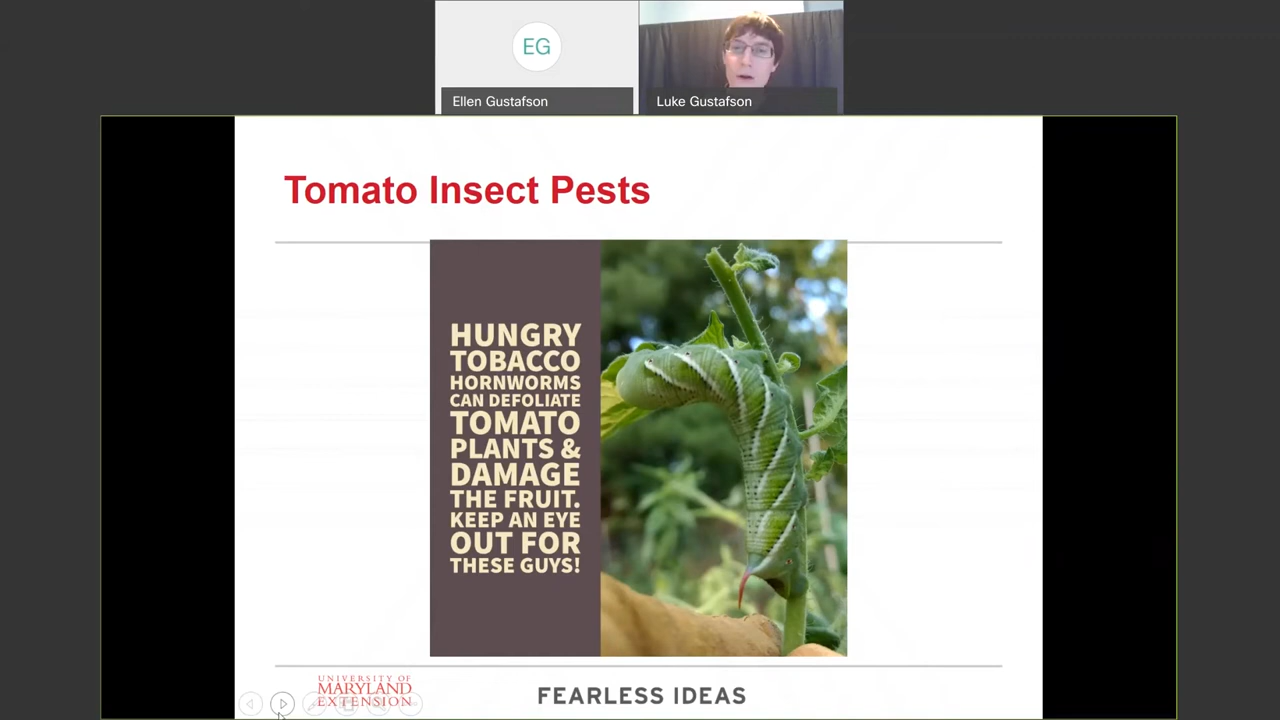 EG
Ellen Gustafson
Luke Gustafson
Tomato Insect Pests
HUNGRY
TOBACCO
HORNWORMS
CAN DEFOLIATE
TOMATO
PLANTS &
DAMAGE
THE FRUIT.
KEEP AN EYE
OUT FOR
THESE GUYS!
UNIVERSITY OF
MARYLAND
EXTENSION
FEARLESS IDEAS